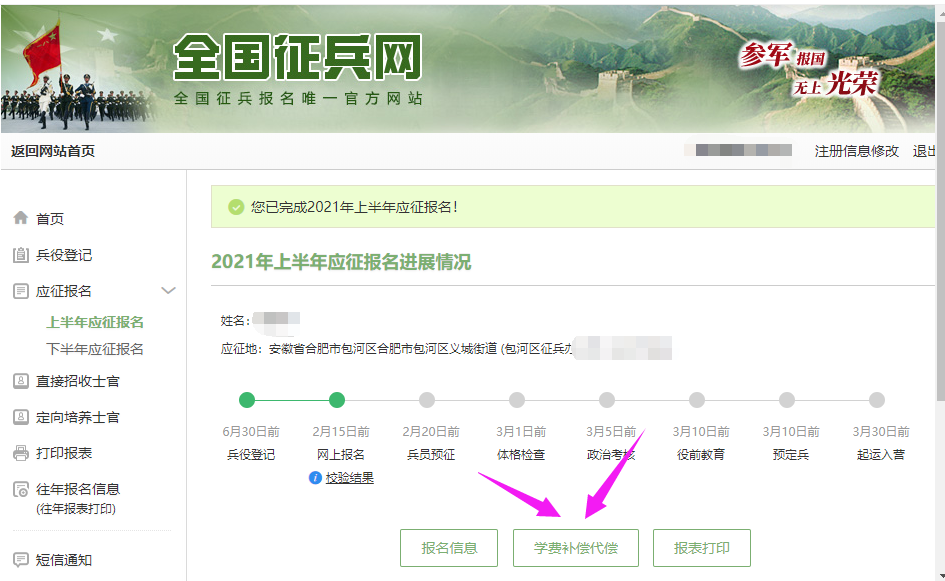 全国征兵网
全国征兵报名唯一官方网站
参军 报国
无上 光荣
返回网站首页
注册信息修改 退出
首页
兵役登记
应征报名
上半年应征报名
下半年应征报名
直接招收士官
定向培养士官
打印报表
往年报名信息
(往年报表打印)
短信通知
您已完成2021年上半年应征报名！
2021年上半年应征报名进展情况
姓名：
应征地：安徽省合肥市包河区合肥市包河区义城街道 (包河区征兵办
6月30日前 2月15日前 2月20日前 3月1日前 3月5日前 3月10日前 3月10日前 3月30日前
兵役登记 网上报名 兵员预征 体格检查 政治考核 役前教育 预定兵 起运入营
校验结果
报名信息 学费补偿代偿 报表打印